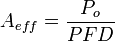 A_{eff} = \frac{P_o}{PFD}